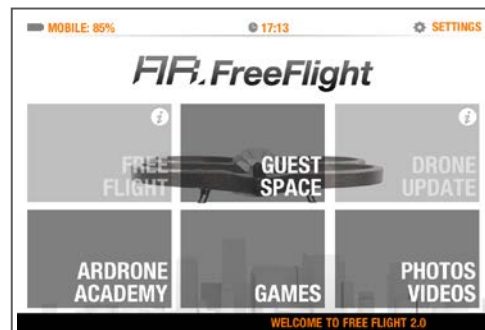 MOBILE: 85%
17:13
SETTINGS
AR.FreeFlight
FREE
FLIGHT
GUEST
SPACE
DRONE
UPDATE
ARDRONE
ACADEMY
GAMES
PHOTOS
VIDEOS
WELCOME TO FREE FLIGHT 2.0